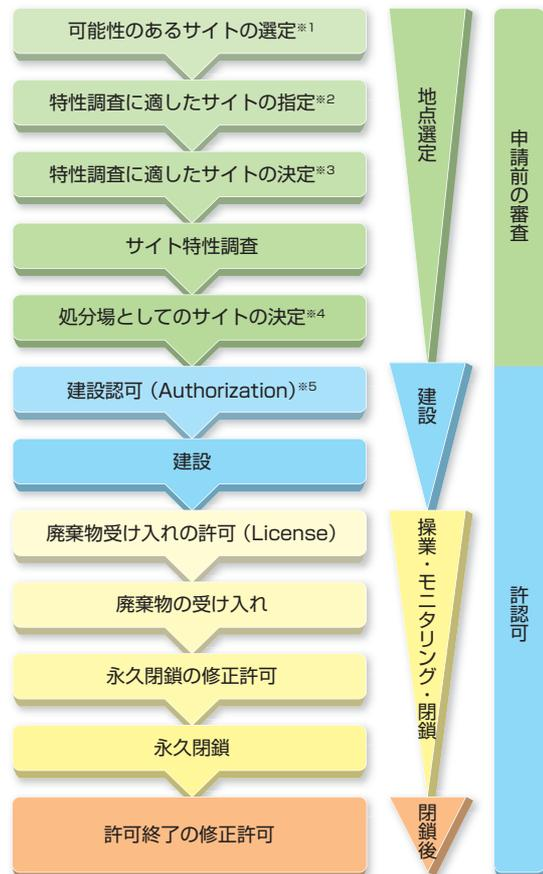 可能性のあるサイトの選定※1
特性調査に適したサイトの指定※2
特性調査に適したサイトの決定※3
サイト特性調査
処分場としてのサイトの決定※4
建設認可（Authorization）※5
建設
廃棄物受け入れの許可（License）
廃棄物の受け入れ
永久閉鎖の修正許可
永久閉鎖
許可終了の修正許可
地点選定
建設
操業・モニタリング・閉鎖
閉鎖後
申請前の審査
許認可